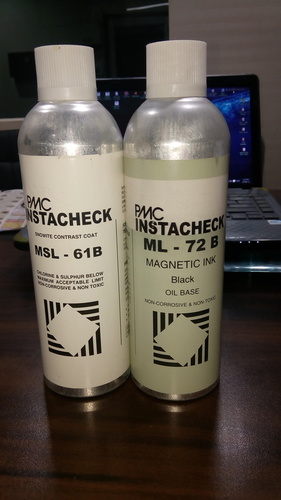 PMC
INSTACHECK
SNOWITE CONTRAST COAT
MSL - 61B
CHLORINE & SULPHUR BELOW
MAXIMUM ACCEPTABLE LIMIT
NON-CORROSIVE & NON TOXIC
PMC
INSTACHECK
ML - 72 B
MAGNETIC INK
Black
OIL BASE
NON-CORROSIVE & NON-TOXIC